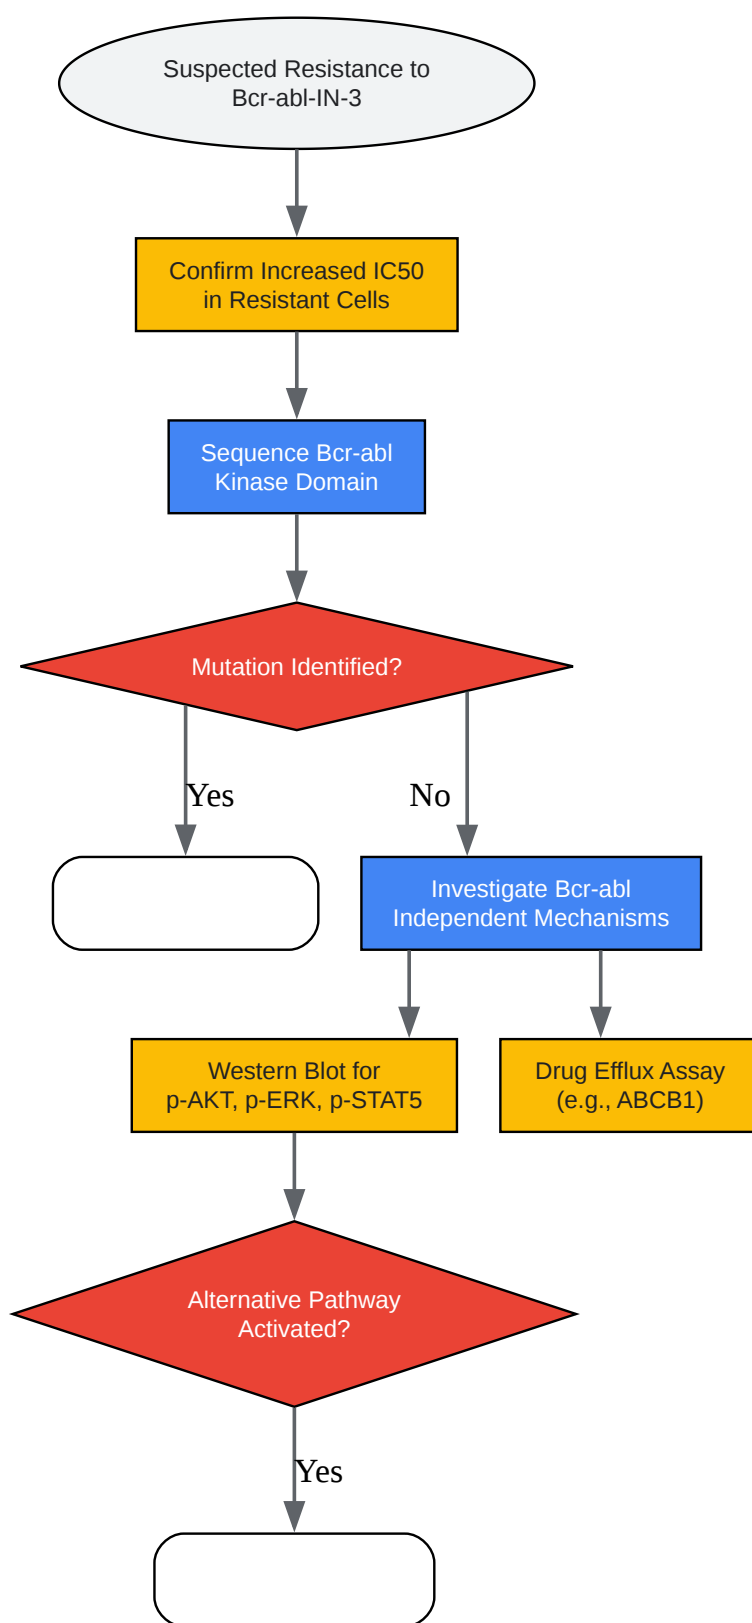 Suspected Resistance to
Bcr-abl-IN-3
Confirm Increased IC50
in Resistant Cells
Sequence Bcr-abl
Kinase Domain
Mutation Identified?
Yes
No
Investigate Bcr-abl
Independent Mechanisms
Western Blot for
p-AKT, p-ERK, p-STAT5
Drug Efflux Assay
(e.g., ABCB1)
Alternative Pathway
Activated?
Yes